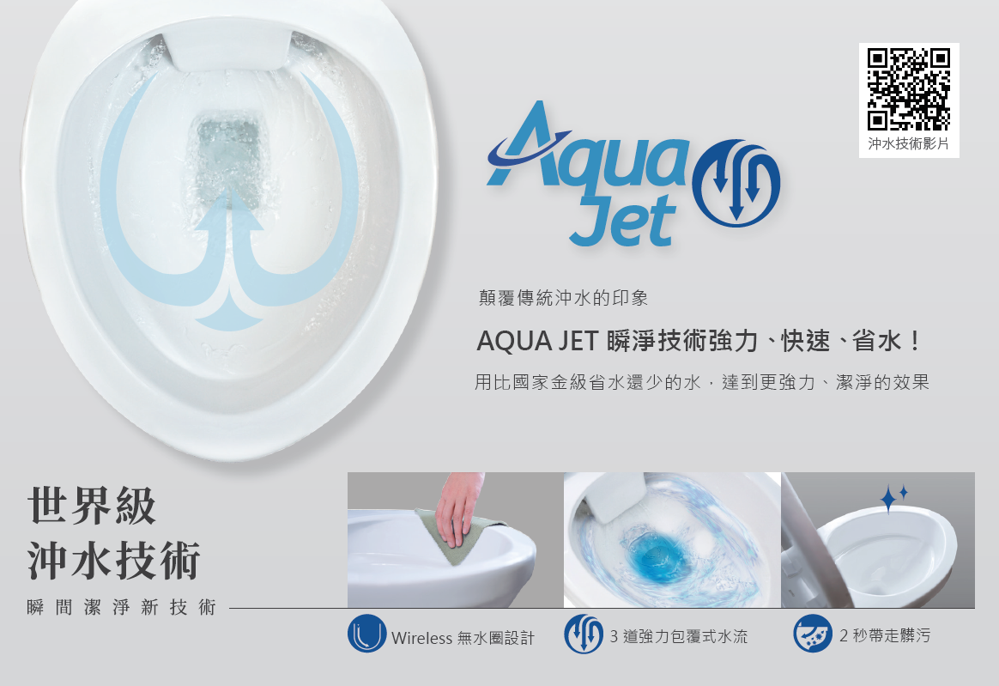 沖水技術影片
Aqua
Jet
顛覆傳統沖水的印象
AQUA JET 瞬淨技術強力、快速、省水！
用比國家金級省水還少的水，達到更強力、潔淨的效果
世界級
沖水技術
瞬間潔淨新技術
Wireless 無水圈設計
3 道強力包覆式水流
2 秒帶走髒污